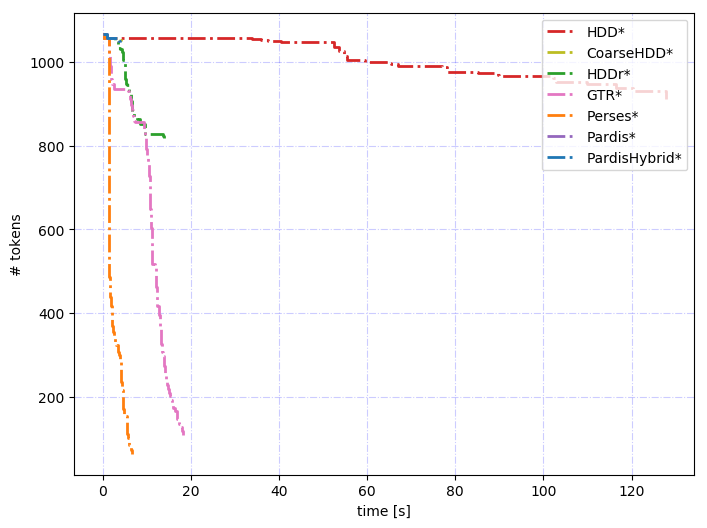 HDD*
CoarseHDD*
HDDr*
GTR*
Perses*
Pardis*
PardisHybrid*
# tokens
1000
800
600
400
200
0 20 40 60 80 100 120
time [s]